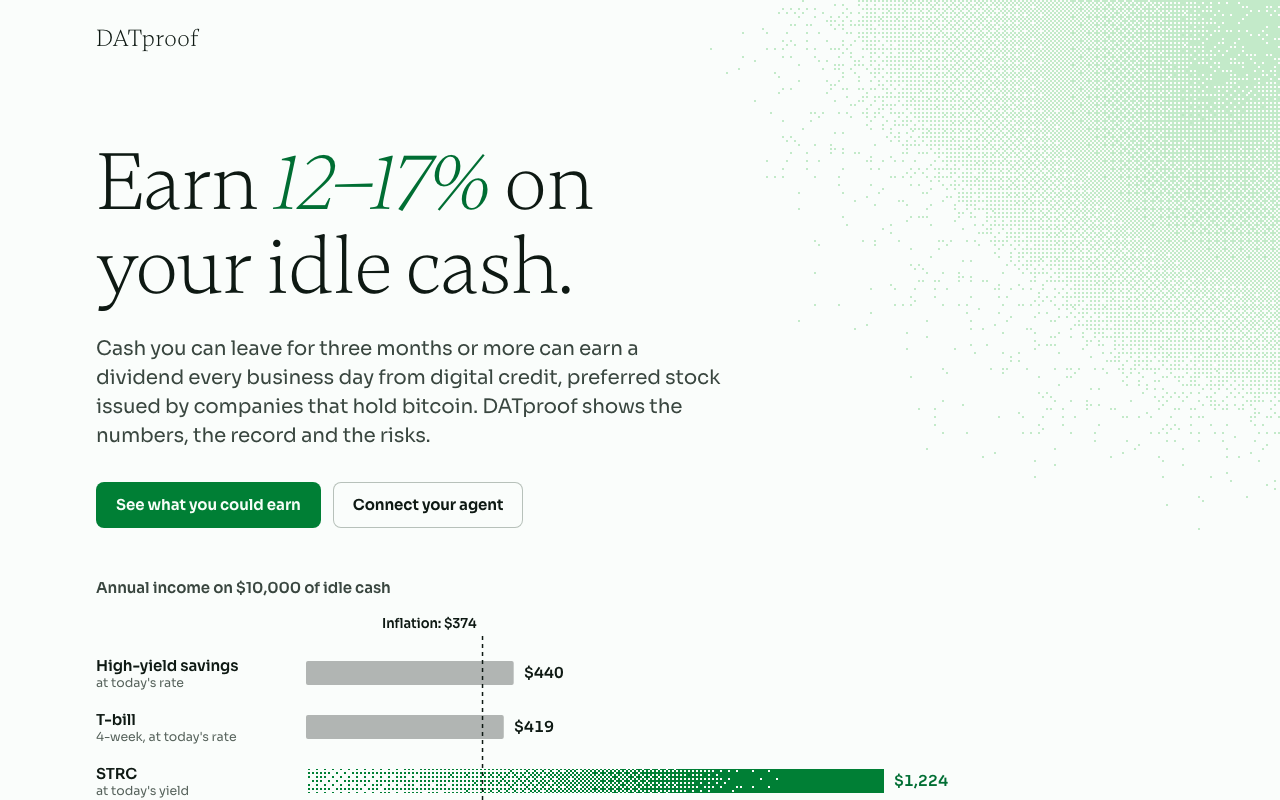 DATproof
Earn 12–17% on
your idle cash.
Cash you can leave for three months or more can earn a
dividend every business day from digital credit, preferred stock
issued by companies that hold bitcoin. DATproof shows the
numbers, the record and the risks.
See what you could earn
Connect your agent
Annual income on $10,000 of idle cash
Inflation: $374
High-yield savings
at today's rate
$440
T-bill
4-week, at today's rate
$419
STRC
at today's yield
$1,224